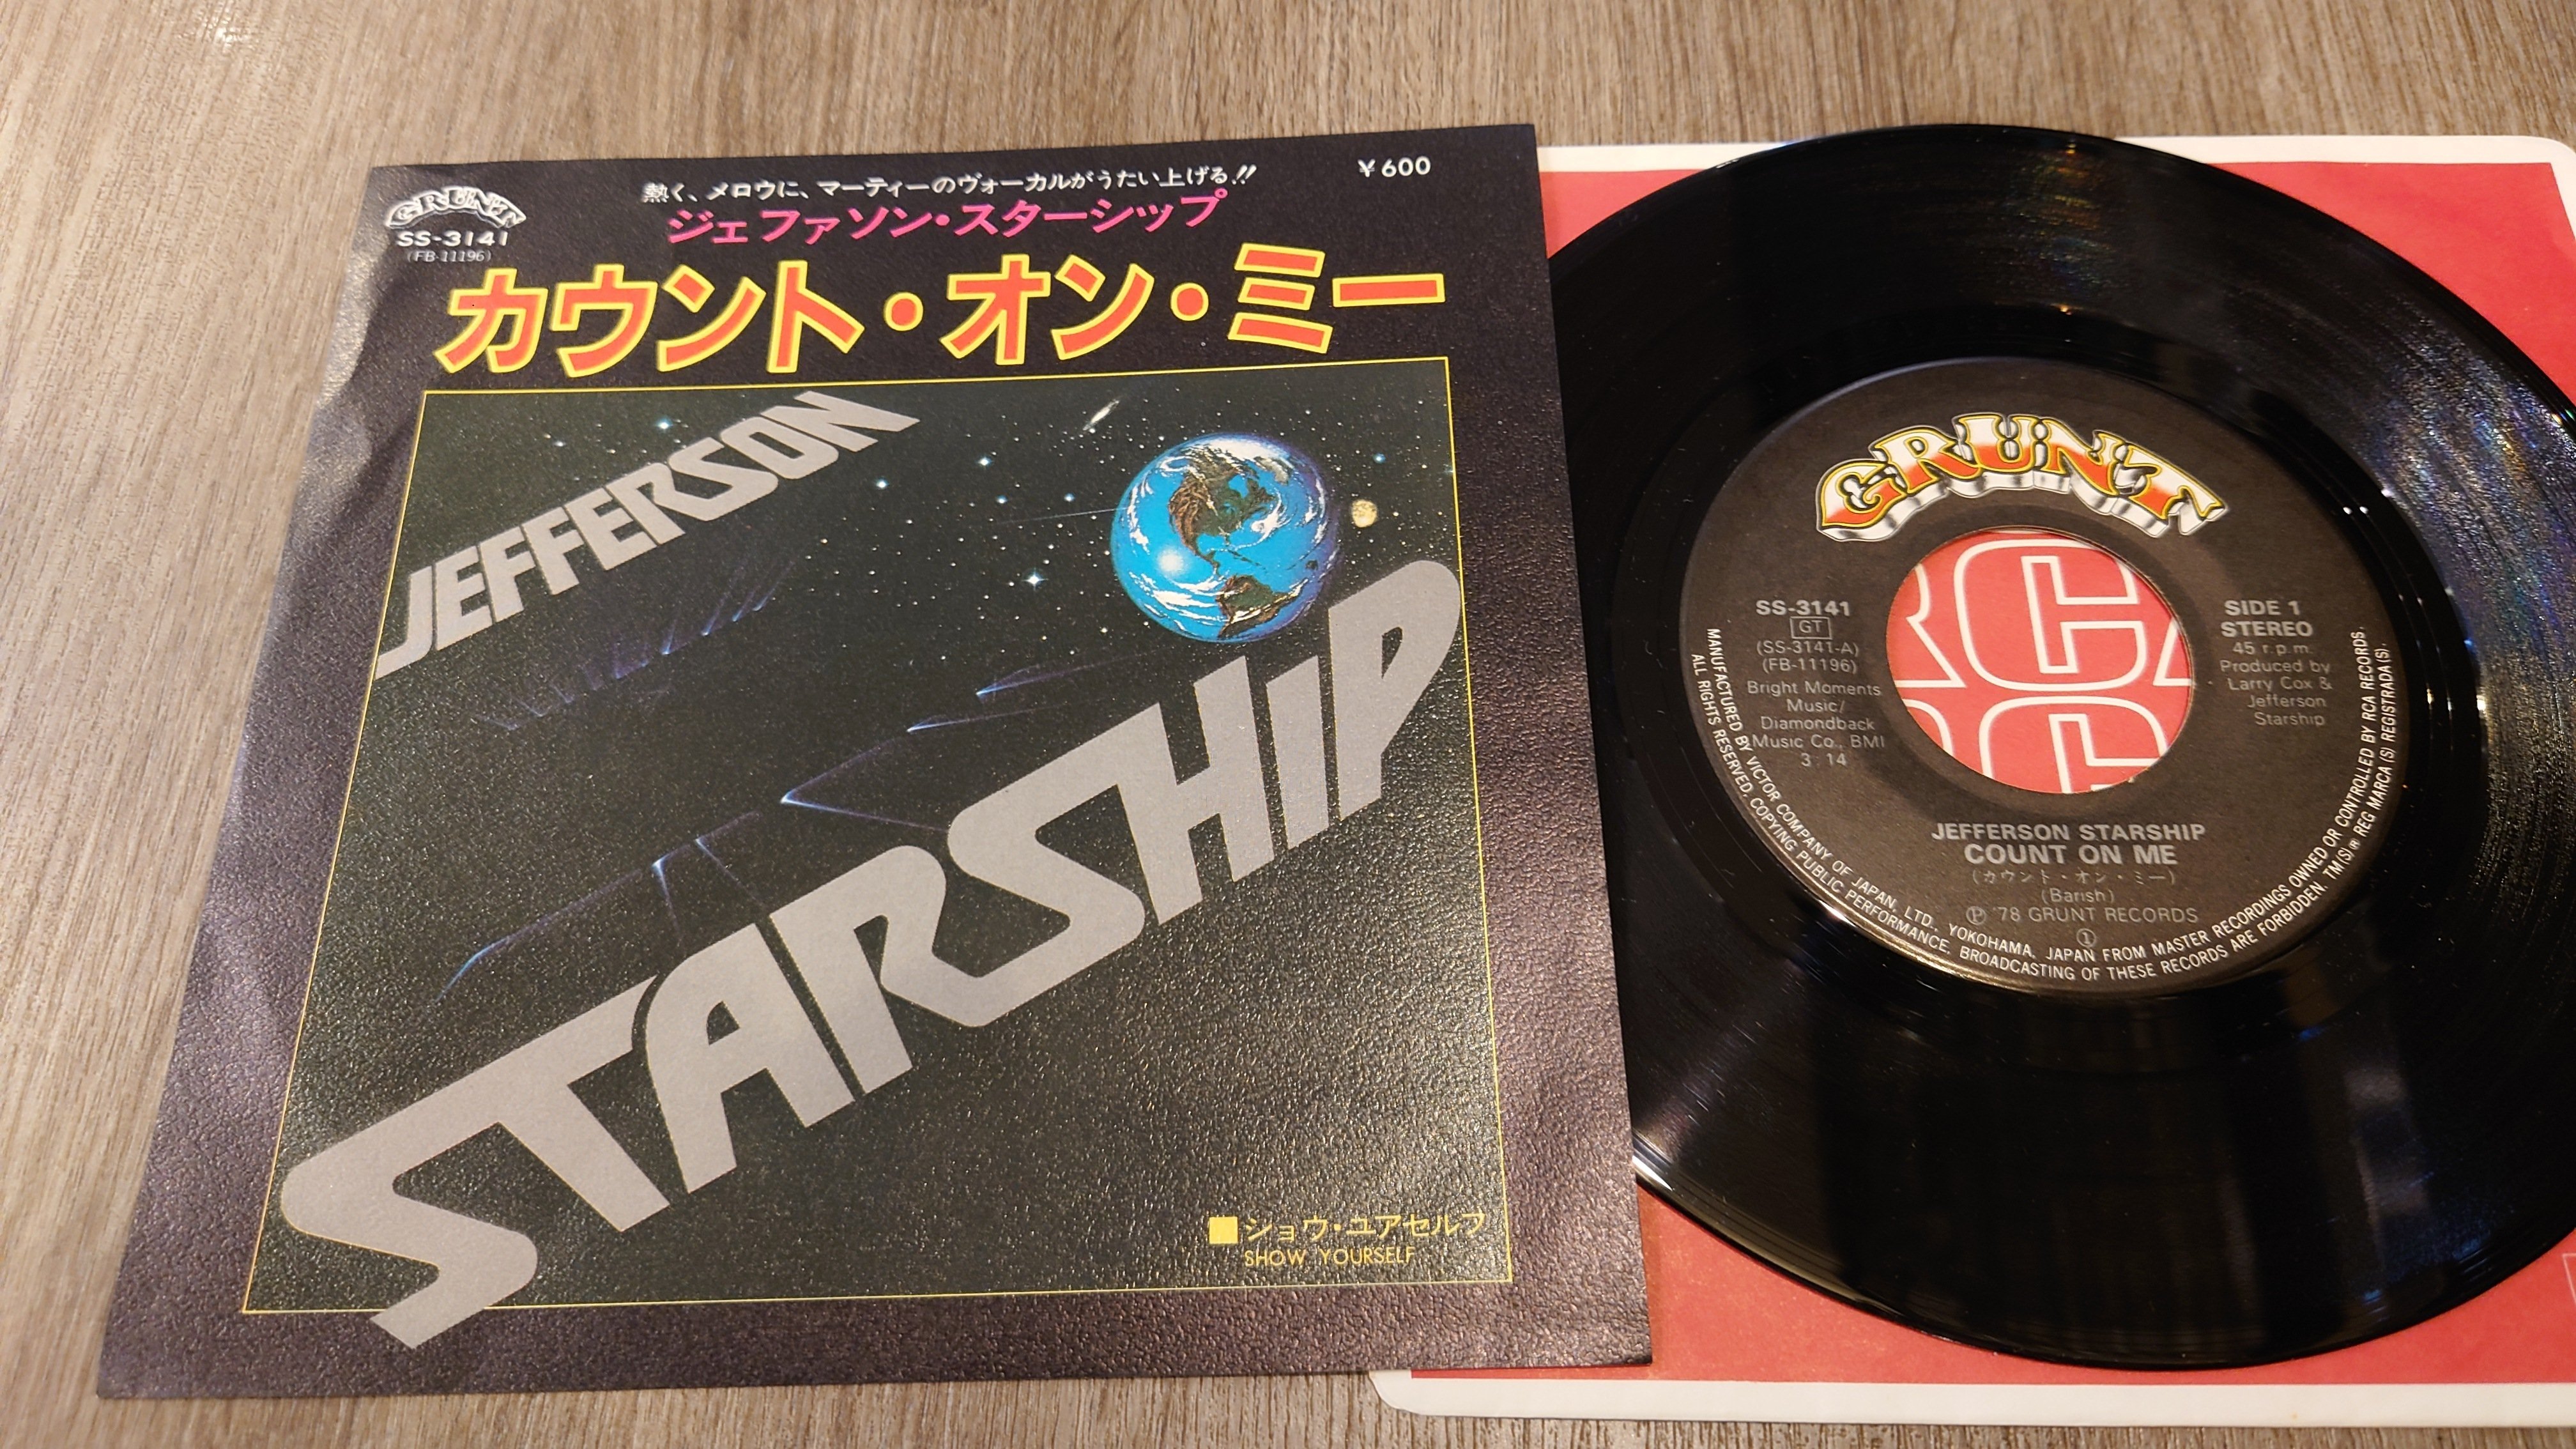 GRUNT
SS-3141
(FB-11196)
熱く、メロウに、マーティーのヴォーカルがうたい上げる!!
¥600
ジェファソン・スターシップ
カウント・オン・ミー
JEFFERSON
STARSHIP
■ショウ・ユアセルフ
SHOW YOURSELF
GRUNT
SS-3141
GT
(SS-3141-A)
(FB-11196)
Bright Moments
Music/
Diamondback
Music Co., BMI
3 14
SIDE 1
STEREO
45 r.p.m.
Produced by
Larry Cox &
Jefferson
Starship
RCA
JEFFERSON STARSHIP
COUNT ON ME
(カウント・オン・ミー)
(Barish)
Ⓟ '78 GRUNT RECORDS
①
MANUFACTURED BY VICTOR COMPANY OF JAPAN, LTD., YOKOHAMA, JAPAN FROM MASTER RECORDINGS OWNED OR CONTROLLED BY RCA RECORDS.
ALL RIGHTS RESERVED. COPYING PUBLIC PERFORMANCE. BROADCASTING OF THESE RECORDS ARE FORBIDDEN. TM(S)® REG MARCA (S) REGISTRADA(S).